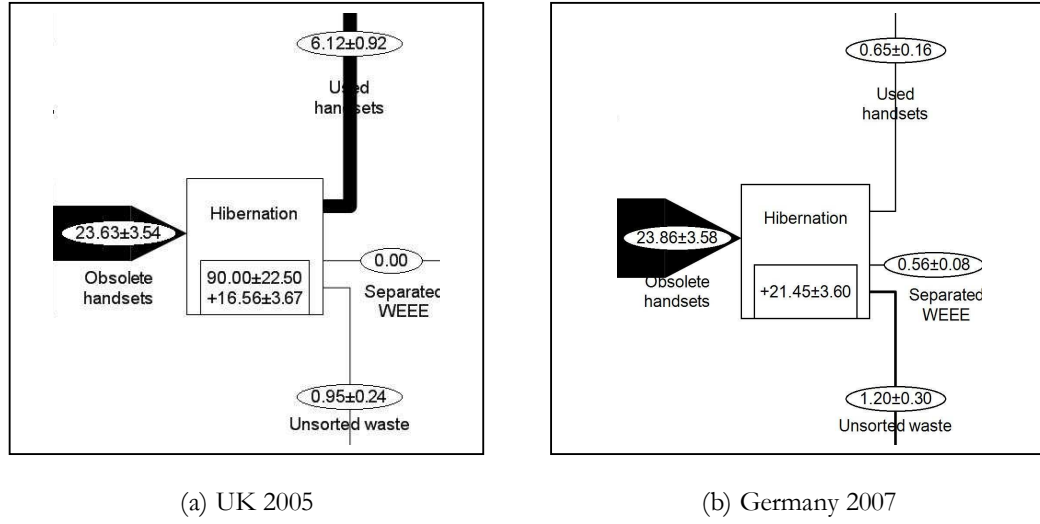 6.12±0.92
Used
handsets
Hibernation
23.63±3.54
Obsolete
handsets
90.00±22.50
+16.56±3.67
0.00
Separated
WEEE
0.95±0.24
Unsorted waste
(a) UK 2005
0.65±0.16
Used
handsets
Hibernation
23.86±3.58
Obsolete
handsets
+21.45±3.60
0.56±0.08
Separated
WEEE
1.20±0.30
Unsorted waste
(b) Germany 2007